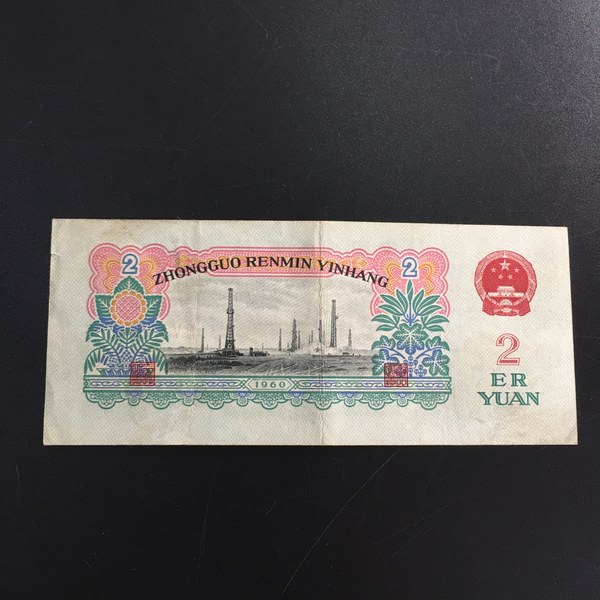 2
2
ZHONGGUO RENMIN YINHANG
1960
2
ER
YUAN